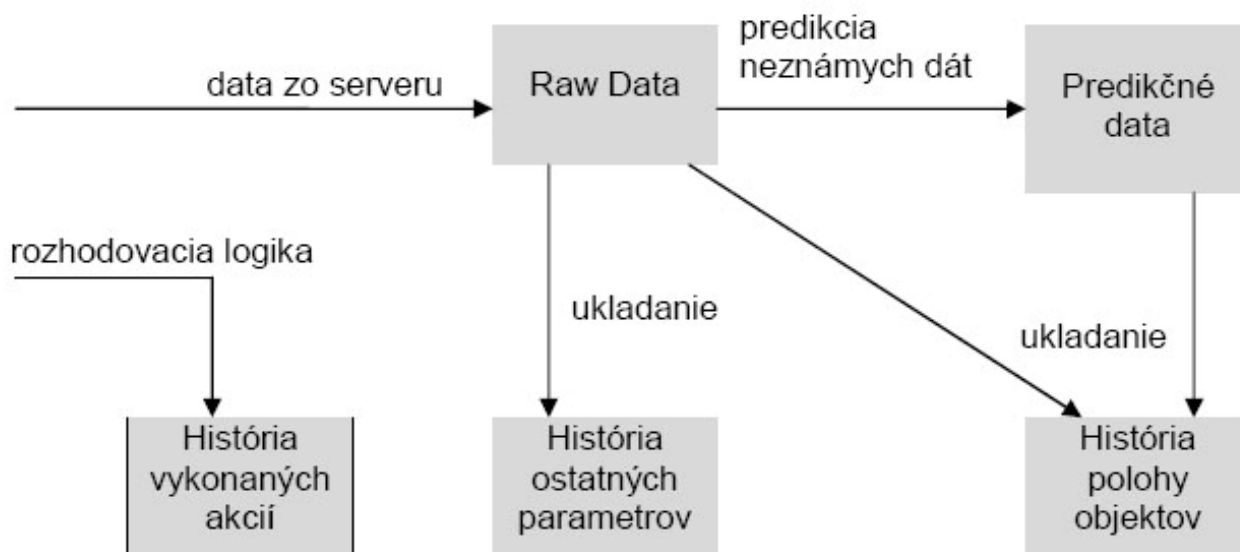 data zo serveru
Raw Data
predikcia
neznámych dát
Predikčné
data
rozhodovacia logika
ukladanie
ukladanie
História
vykonaných
akcií
História
ostatných
parametrov
História
polohy
objektov